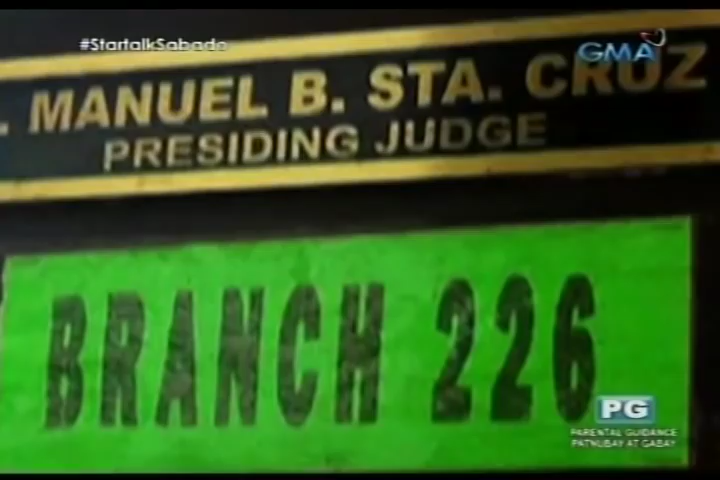 #StartalkSabado
GMA
. MANUEL B. STA. CRUZ
PRESIDING JUDGE
BRANCH 226
PG
PARENTAL GUIDANCE
PATNUBAY AT GABAY